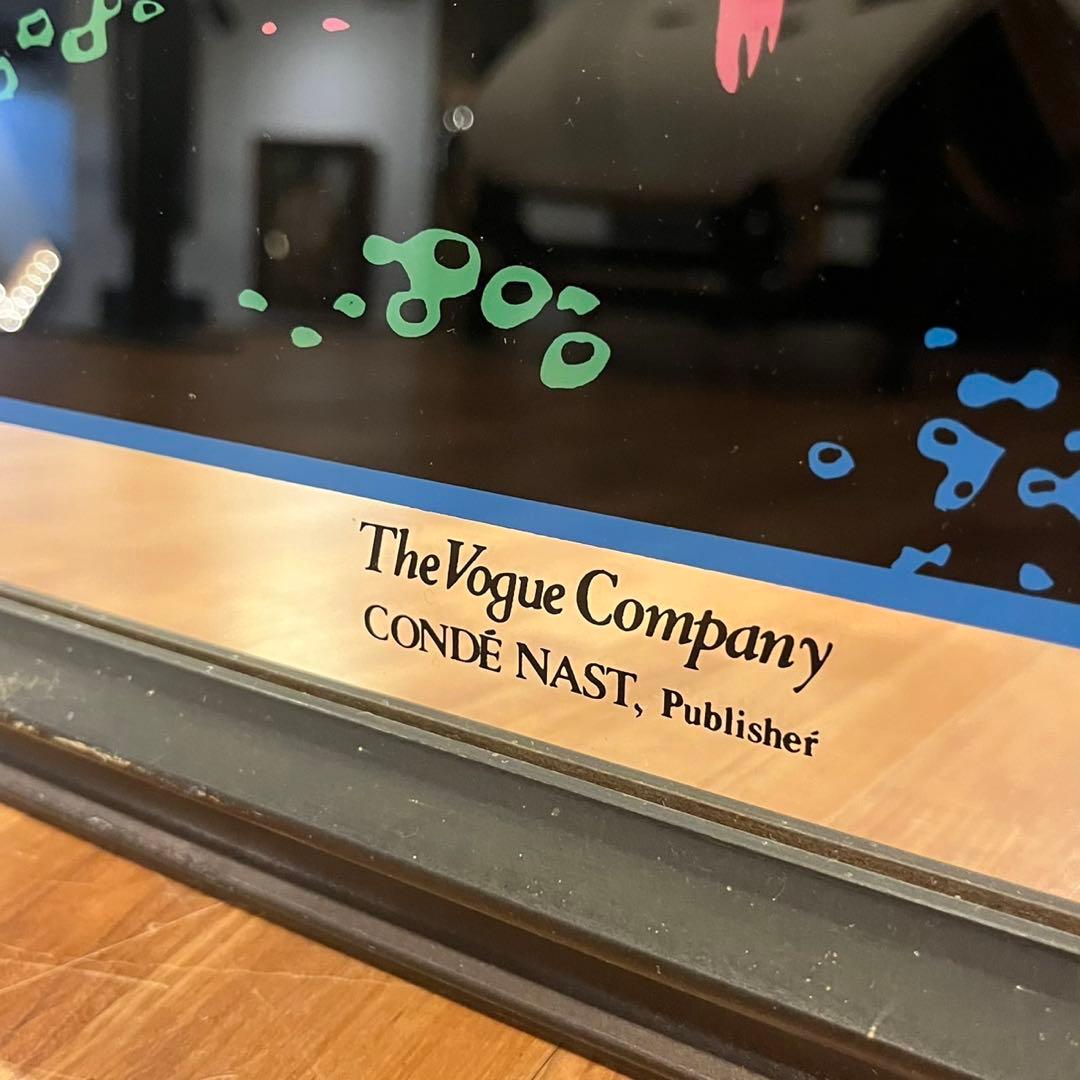 The Vogue Company
CONDÉ NAST, Publisher